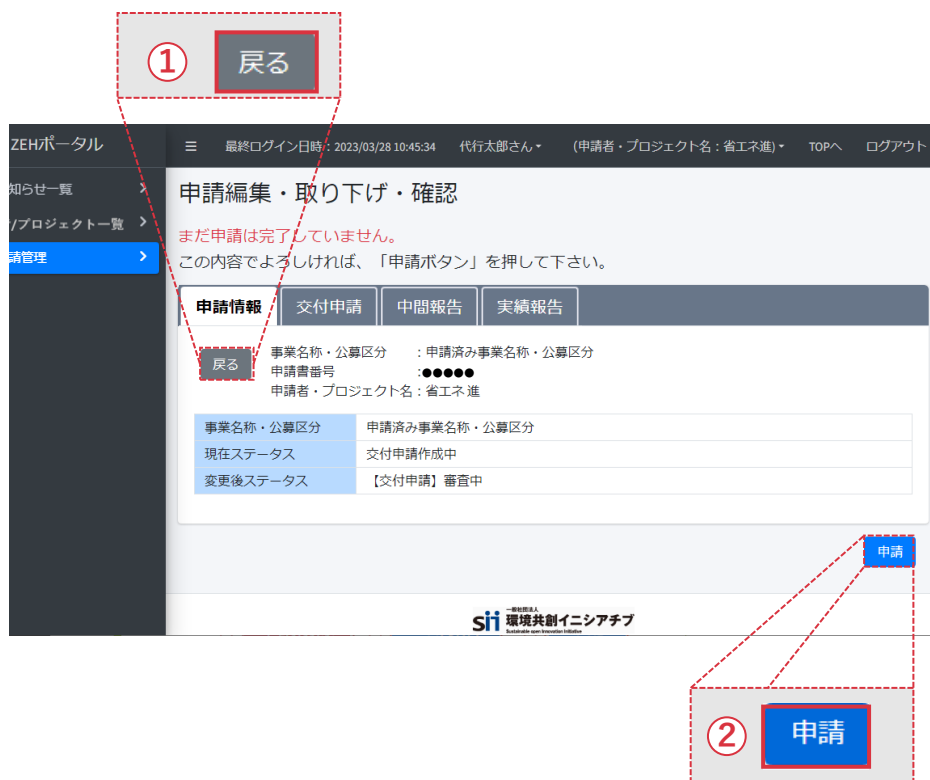 ① 戻る
ZEHポータル
☰ 最終ログイン日時：2023/03/28 10:45:34 代行太郎さん (申請者・プロジェクト名：省エネ進) TOPへ ログアウト
知らせ一覧
/プロジェクト一覧
請管理
申請編集・取り下げ・確認
まだ申請は完了していません。
この内容でよろしければ、「申請ボタン」を押して下さい。
申請情報 交付申請 中間報告 実績報告
戻る
事業名称・公募区分 ：申請済み事業名称・公募区分
申請書番号 :●●●●●
申請者・プロジェクト名：省エネ 進
事業名称・公募区分 申請済み事業名称・公募区分
現在ステータス 交付申請作成中
変更後ステータス 【交付申請】審査中
申請
sii 一般社団法人
環境共創イニシアチブ
Sustainable open Innovation Initiative
② 申請